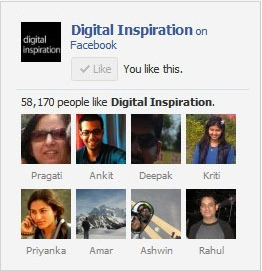 digital
inspiration
Digital Inspiration on
Facebook
Like You like this.
58,170 people like Digital Inspiration.
Pragati Ankit Deepak Kriti
Priyanka Amar Ashwin Rahul